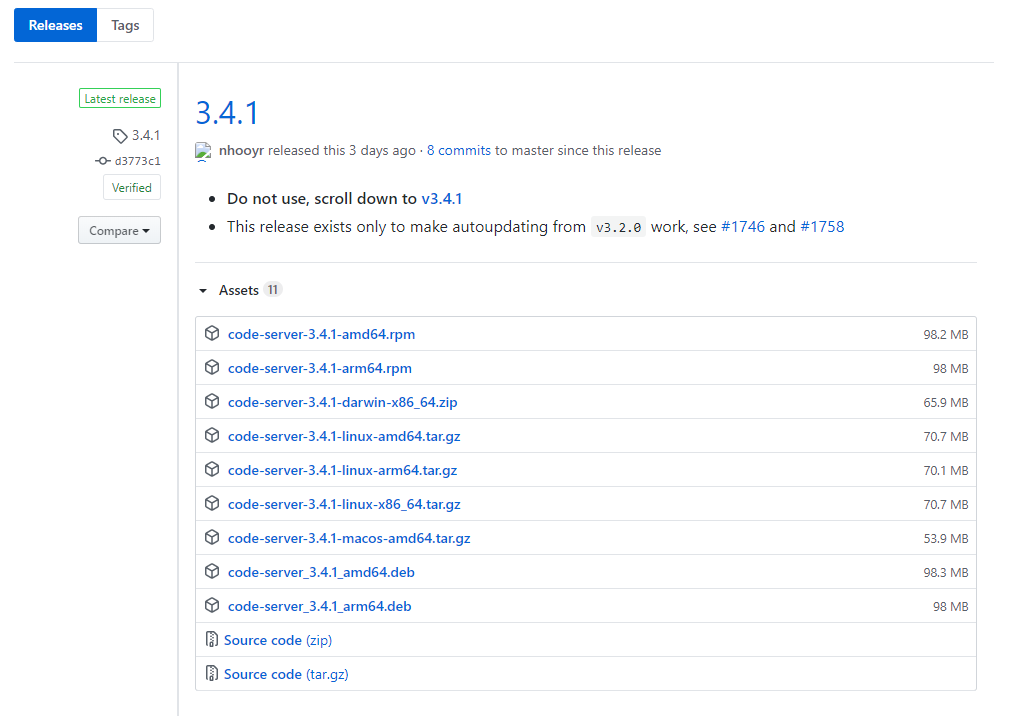 Releases Tags
Latest release
3.4.1
d3773c1
Verified
Compare
3.4.1
nhooyr released this 3 days ago · 8 commits to master since this release
• Do not use, scroll down to v3.4.1
• This release exists only to make autoupdating from v3.2.0 work, see #1746 and #1758
Assets 11
code-server-3.4.1-amd64.rpm 98.2 MB
code-server-3.4.1-arm64.rpm 98 MB
code-server-3.4.1-darwin-x86_64.zip 65.9 MB
code-server-3.4.1-linux-amd64.tar.gz 70.7 MB
code-server-3.4.1-linux-arm64.tar.gz 70.1 MB
code-server-3.4.1-linux-x86_64.tar.gz 70.7 MB
code-server-3.4.1-macos-amd64.tar.gz 53.9 MB
code-server_3.4.1_amd64.deb 98.3 MB
code-server_3.4.1_arm64.deb 98 MB
Source code (zip)
Source code (tar.gz)